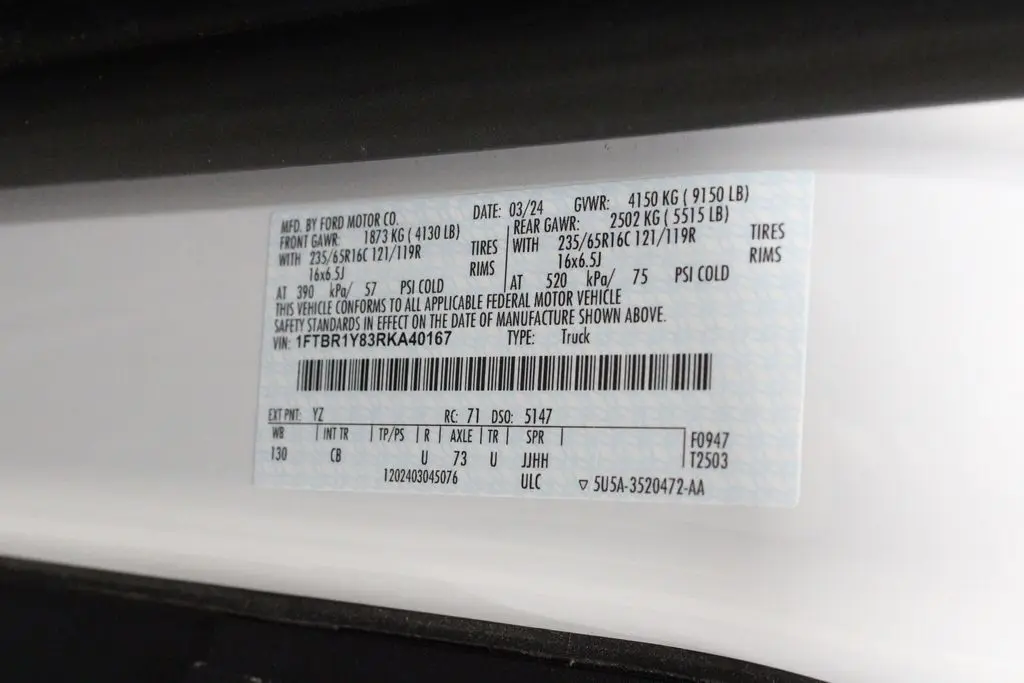 MFD. BY FORD MOTOR CO. DATE: 03/24 GVWR: 4150 KG ( 9150 LB)
FRONT GAWR: 1873 KG ( 4130 LB) REAR GAWR: 2502 KG ( 5515 LB)
WITH 235/65R16C 121/119R TIRES WITH 235/65R16C 121/119R TIRES
16x6.5J RIMS 16x6.5J RIMS
AT 390 kPa/ 57 PSI COLD AT 520 kPa/ 75 PSI COLD
THIS VEHICLE CONFORMS TO ALL APPLICABLE FEDERAL MOTOR VEHICLE
SAFETY STANDARDS IN EFFECT ON THE DATE OF MANUFACTURE SHOWN ABOVE.
VIN: 1FTBR1Y83RKA40167 TYPE: Truck
EXT PNT: YZ RC: 71 DSO: 5147
WB INT TR TP/PS R AXLE TR SPR F0947
130 CB U 73 U JJHH T2503
1202403045076 ULC ▽ 5U5A-3520472-AA